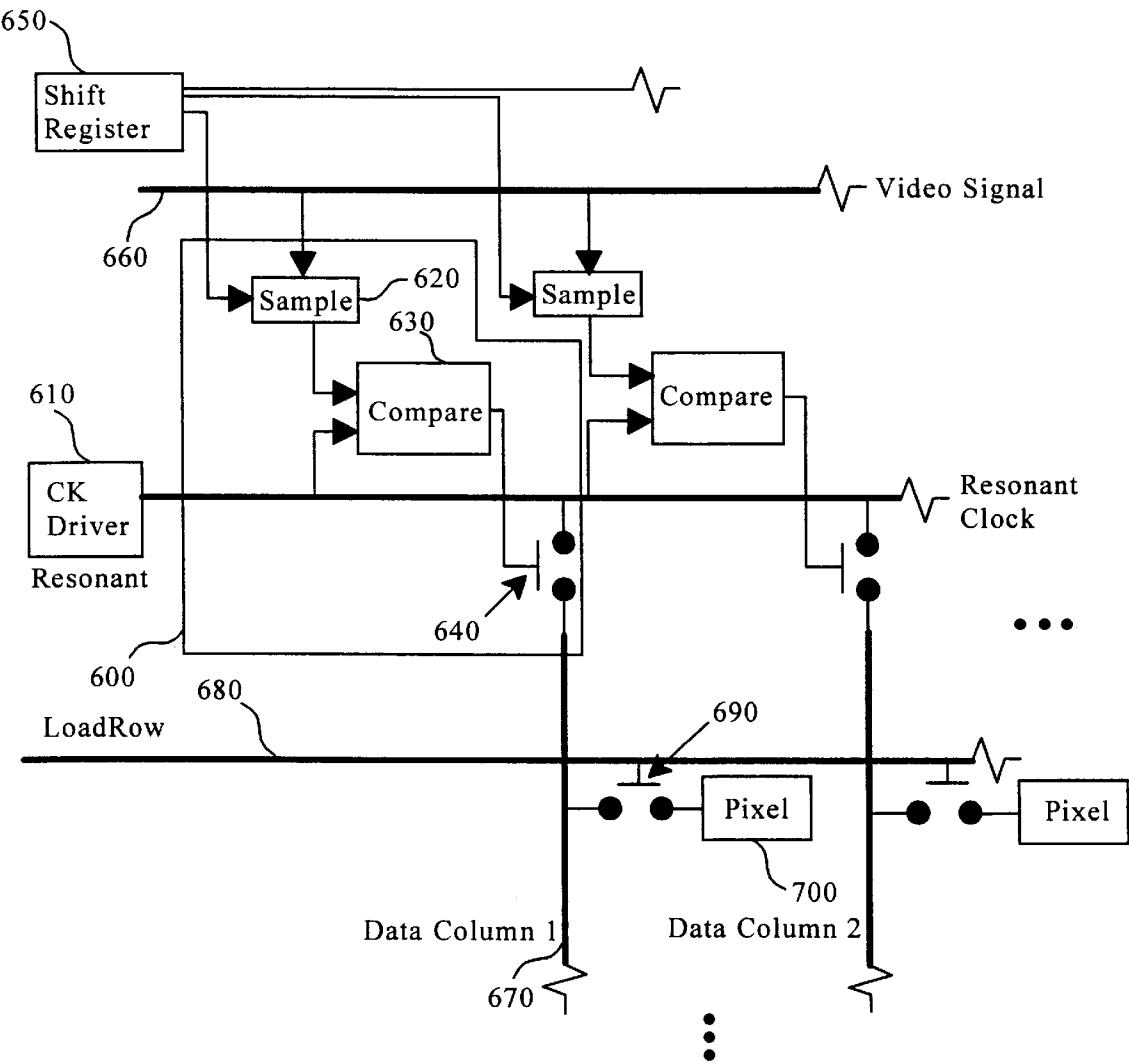 650
Shift
Register
Video Signal
660
Sample
620
Sample
630
Compare
Compare
610
CK
Driver
Resonant
Resonant
Clock
640
600
680
LoadRow
690
Pixel
Pixel
700
Data Column 1
Data Column 2
670